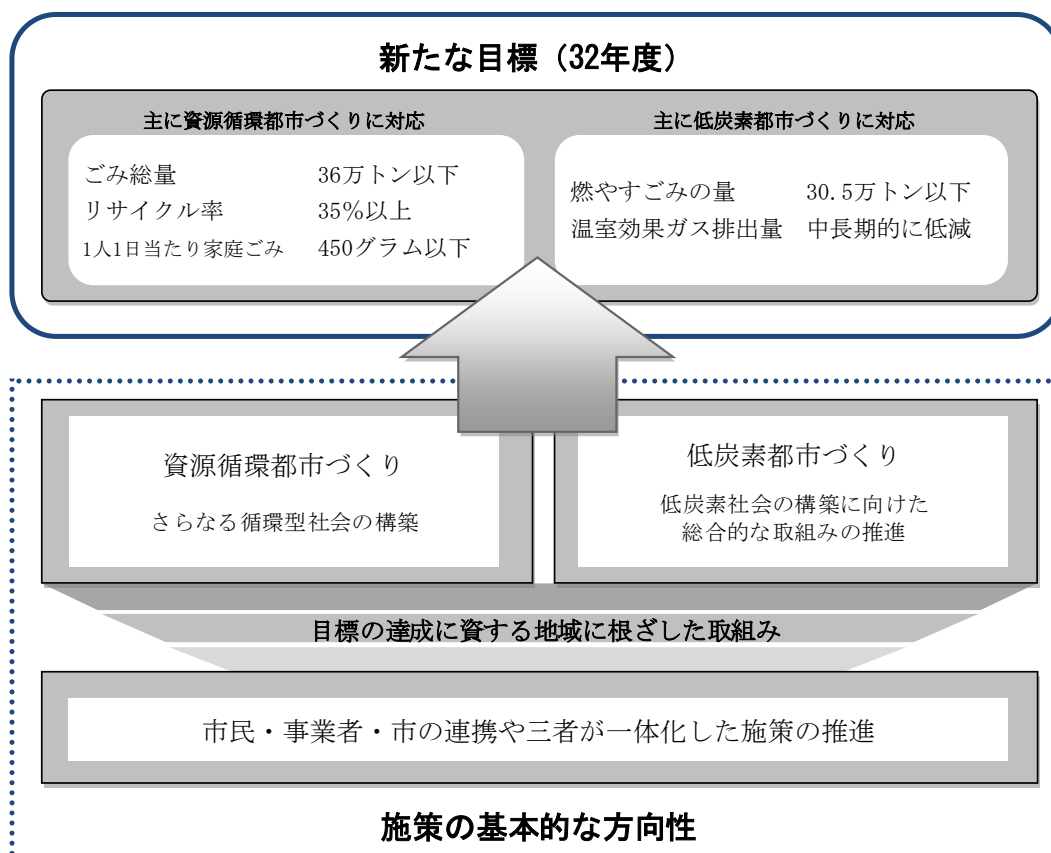 新たな目標（32年度）
主に資源循環都市づくりに対応
ごみ総量 36万トン以下
リサイクル率 35%以上
1人1日当たり家庭ごみ 450グラム以下
主に低炭素都市づくりに対応
燃やすごみの量 30.5万トン以下
温室効果ガス排出量 中長期的に低減
資源循環都市づくり
さらなる循環型社会の構築
低炭素都市づくり
低炭素社会の構築に向けた
総合的な取組みの推進
目標の達成に資する地域に根ざした取組み
市民・事業者・市の連携や三者が一体化した施策の推進
施策の基本的な方向性